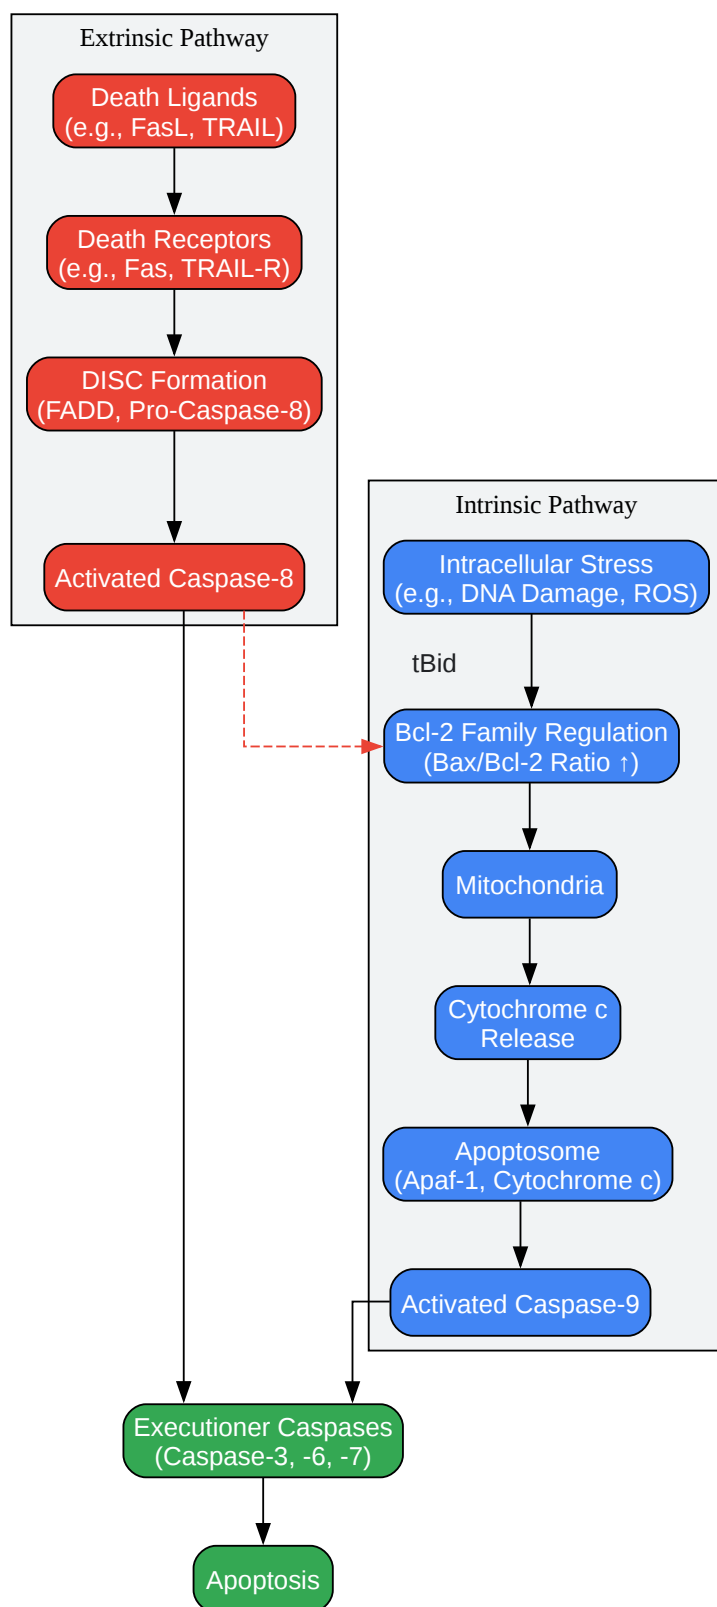 Extrinsic Pathway
Death Ligands
(e.g., FasL, TRAIL)
Death Receptors
(e.g., Fas, TRAIL-R)
DISC Formation
(FADD, Pro-Caspase-8)
Activated Caspase-8
Intrinsic Pathway
Intracellular Stress
(e.g., DNA Damage, ROS)
tBid
Bcl-2 Family Regulation
(Bax/Bcl-2 Ratio ↑)
Mitochondria
Cytochrome c
Release
Apoptosome
(Apaf-1, Cytochrome c)
Activated Caspase-9
Executioner Caspases
(Caspase-3, -6, -7)
Apoptosis